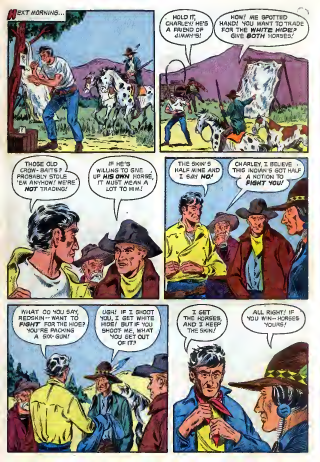 NEXT MORNING...
HOLD IT,
CHARLEY! HE'S
A FRIEND OF
JIMMY'S!
HOW! ME SPOTTED
HAND! YOU WANT TO TRADE
FOR THE WHITE HIDE?
GIVE BOTH HORSES!
THOSE OLD
CROW-BAITS?
PROBABLY STOLE
'EM ANYHOW! WE'RE
NOT TRADING!
IF HE'S
WILLING TO GIVE
UP HIS OWN HORSE,
IT MUST MEAN A
LOT TO HIM!
THE SKIN'S
HALF MINE AND
I SAY NO!
CHARLEY, I BELIEVE
THIS INDIAN'S GOT HALF
A NOTION TO
FIGHT YOU!
WHAT DO YOU SAY,
REDSKIN--WANT TO
FIGHT FOR THE HIDE?
YOU'RE PACKING
A SIX-GUN!
UGH! IF I SHOOT
YOU, I GET WHITE
HIDE! BUT IF YOU
SHOOT ME, WHAT
YOU GET OUT
OF IT?
I GET
THE HORSES,
AND I KEEP
THE SKIN!
ALL RIGHT! IF
YOU WIN--HORSES
YOURS!